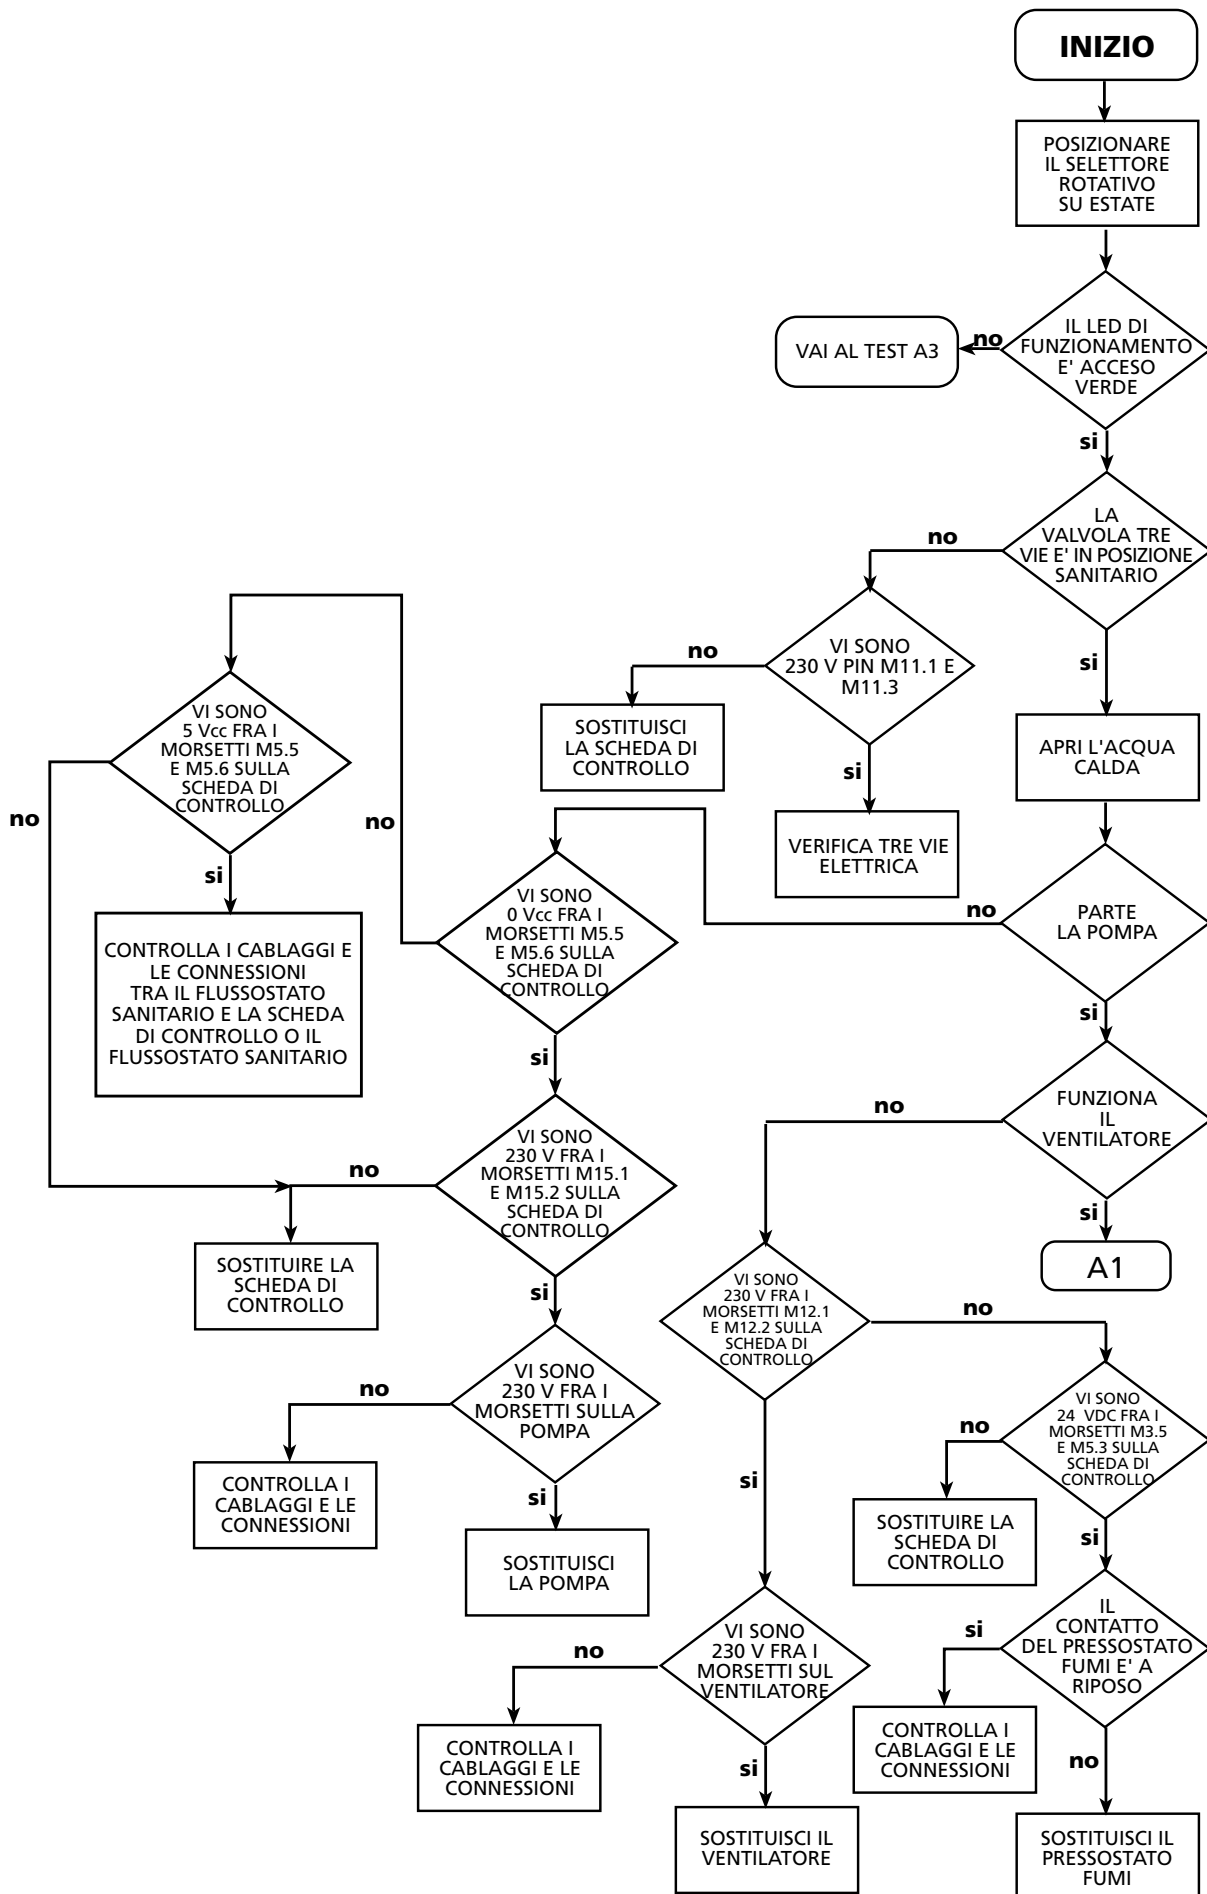 INIZIO
POSIZIONARE
IL SELETTORE
ROTATIVO
SU ESTATE
IL LED DI
FUNZIONAMENTO
E' ACCESO
VERDE
no
VAI AL TEST A3
si
LA
VALVOLA TRE
VIE E' IN POSIZIONE
SANITARIO
no
VI SONO
230 V PIN M11.1 E
M11.3
no
SOSTITUISCI
LA SCHEDA DI
CONTROLLO
si
VERIFICA TRE VIE
ELETTRICA
si
APRI L'ACQUA
CALDA
PARTE
LA POMPA
no
VI SONO
0 Vcc FRA I
MORSETTI M5.5
E M5.6 SULLA
SCHEDA DI
CONTROLLO
no
VI SONO
5 Vcc FRA I
MORSETTI M5.5
E M5.6 SULLA
SCHEDA DI
CONTROLLO
no
si
CONTROLLA I CABLAGGI E
LE CONNESSIONI
TRA IL FLUSSOSTATO
SANITARIO E LA SCHEDA
DI CONTROLLO O IL
FLUSSOSTATO SANITARIO
si
VI SONO
230 V FRA I
MORSETTI M15.1
E M15.2 SULLA
SCHEDA DI
CONTROLLO
no
SOSTITUIRE LA
SCHEDA DI
CONTROLLO
si
VI SONO
230 V FRA I
MORSETTI SULLA
POMPA
no
CONTROLLA I
CABLAGGI E LE
CONNESSIONI
si
SOSTITUISCI
LA POMPA
si
FUNZIONA
IL
VENTILATORE
no
si
A1
VI SONO
230 V FRA I
MORSETTI M12.1
E M12.2 SULLA
SCHEDA DI
CONTROLLO
no
VI SONO
24 VDC FRA I
MORSETTI M3.5
E M5.3 SULLA
SCHEDA DI
CONTROLLO
no
SOSTITUIRE LA
SCHEDA DI
CONTROLLO
si
IL
CONTATTO
DEL PRESSOSTATO
FUMI E' A
RIPOSO
si
CONTROLLA I
CABLAGGI E LE
CONNESSIONI
no
SOSTITUISCI IL
PRESSOSTATO
FUMI
si
VI SONO
230 V FRA I
MORSETTI SUL
VENTILATORE
no
CONTROLLA I
CABLAGGI E LE
CONNESSIONI
si
SOSTITUISCI IL
VENTILATORE